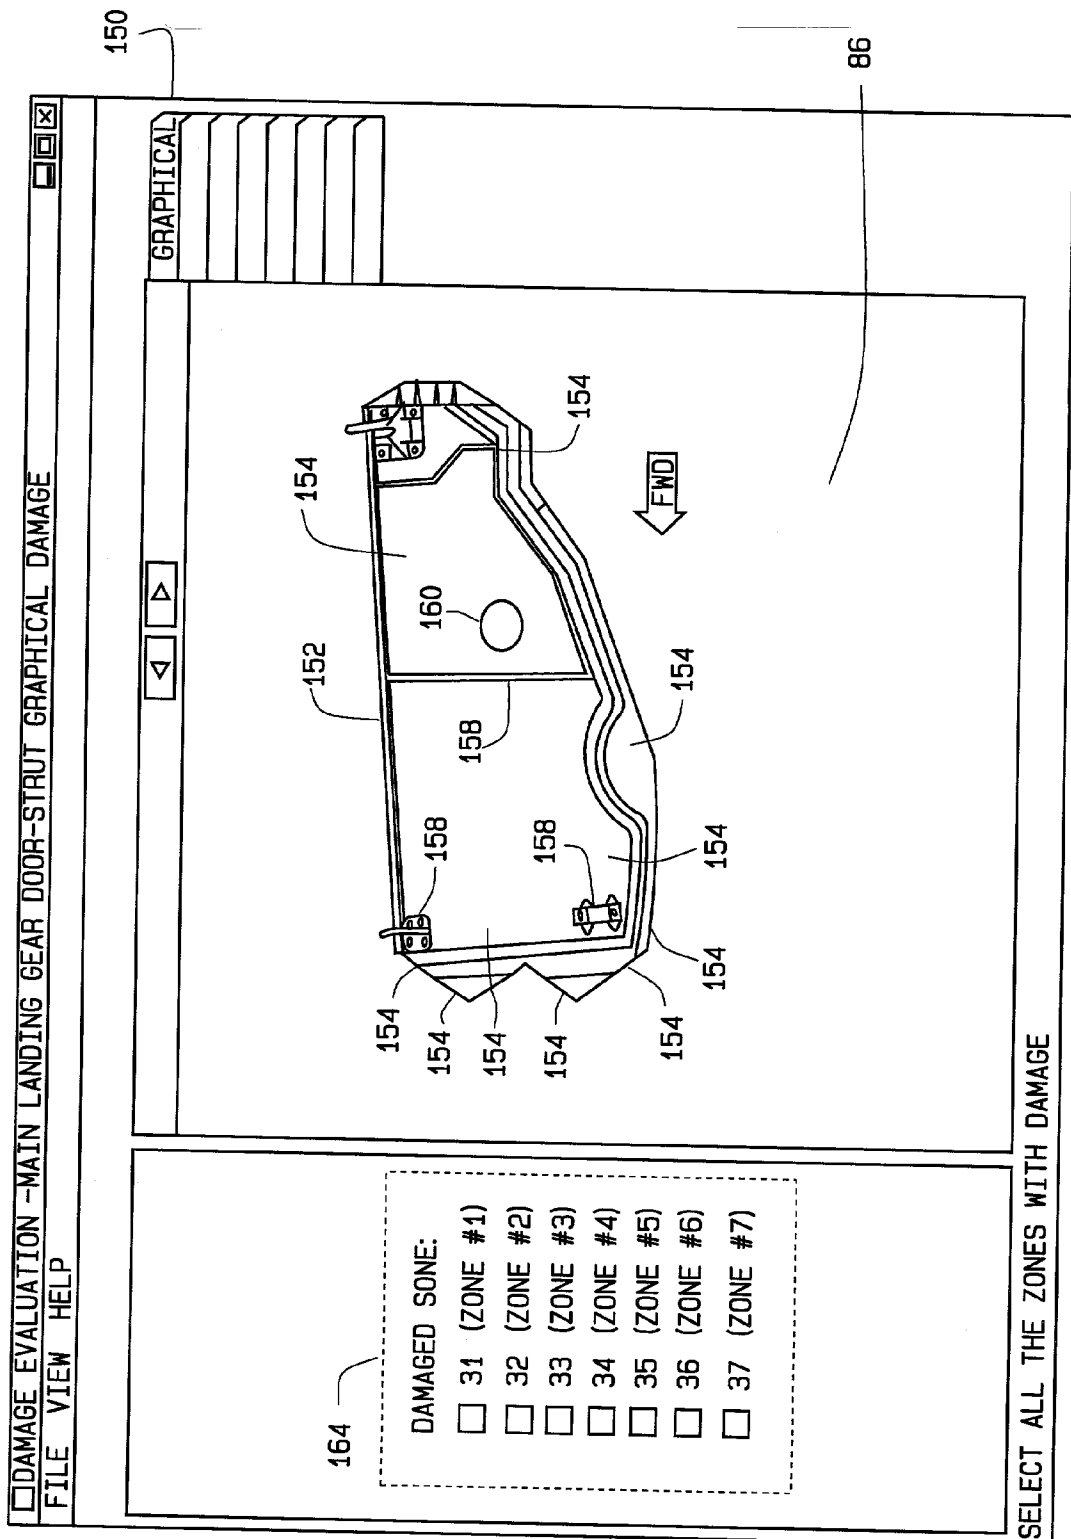 DAMAGE EVALUATION -MAIN LANDING GEAR DOOR-STRUT GRAPHICAL DAMAGE
FILE VIEW HELP
150
GRAPHICAL
164
DAMAGED SONE:
31 (ZONE #1)
32 (ZONE #2)
33 (ZONE #3)
34 (ZONE #4)
35 (ZONE #5)
36 (ZONE #6)
37 (ZONE #7)
152
154
160
158
158
158
154
154
154
154
154
154
154
154
154
FWD
86
SELECT ALL THE ZONES WITH DAMAGE